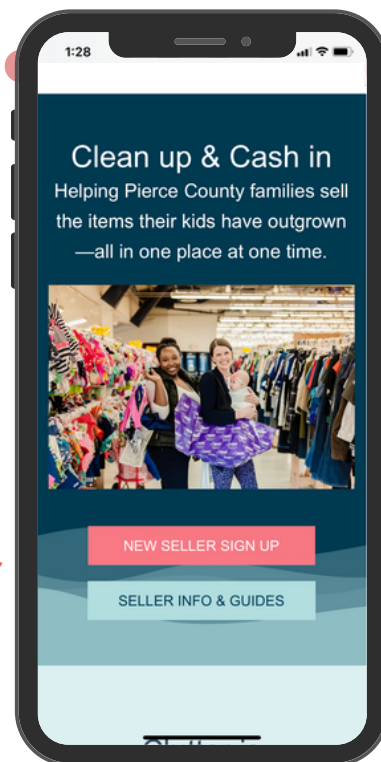 1:28
Clean up & Cash in
Helping Pierce County families sell
the items their kids have outgrown
—all in one place at one time.
NEW SELLER SIGN UP
SELLER INFO & GUIDES